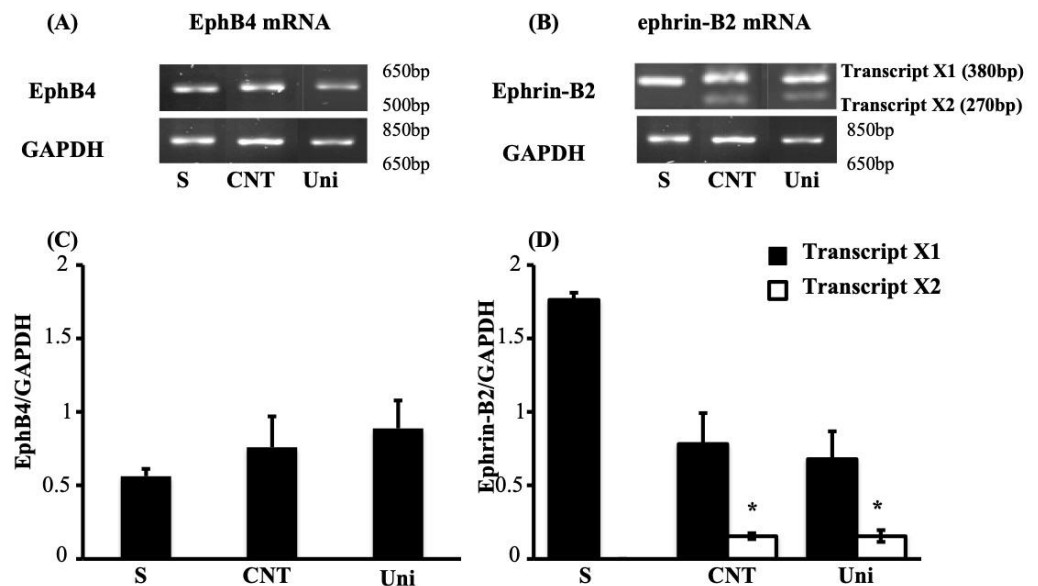 (A) EphB4 mRNA
EphB4
650bp
500bp
GAPDH
850bp
650bp
S CNT Uni
(B) ephrin-B2 mRNA
Ephrin-B2
Transcript X1 (380bp)
Transcript X2 (270bp)
GAPDH
850bp
650bp
S CNT Uni
(C)
EphB4/GAPDH
2
1.5
1
0.5
0
S CNT Uni
(D)
Transcript X1
Transcript X2
Ephrin-B2/GAPDH
2
1.5
1
0.5
0
* *
S CNT Uni